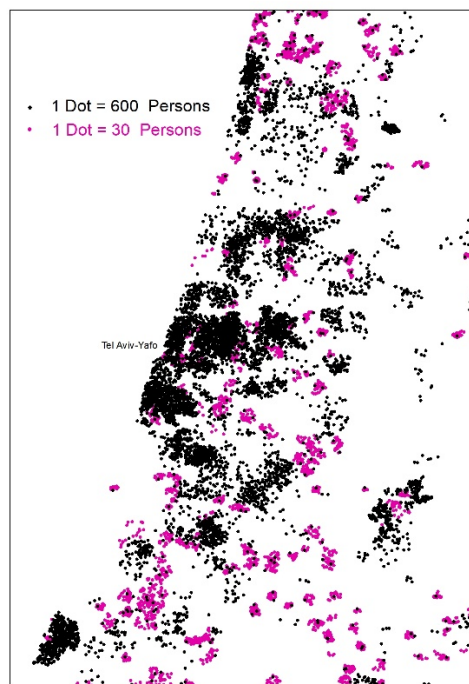 1 Dot = 600 Persons
1 Dot = 30 Persons
Tel Aviv-Yafo